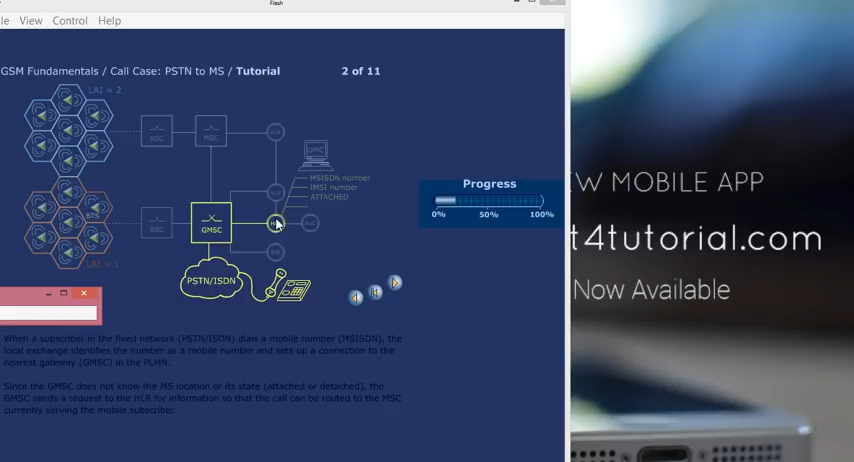 Flash
le View Control Help
GSM Fundamentals / Call Case: PSTN to MS / Tutorial 2 of 11
LAI = 2
BSC
MSC
VLR
OMC
MSISDN number
IMSI number
ATTACHED
BTS
BSC
GMSC
AuC
EIR
LAI = 1
PSTN/ISDN
Progress
0% 50% 100%
When a subscriber in the fixed network (PSTN/ISDN) dials a mobile number (MSISDN), the
local exchange identifies the number as a mobile number and sets up a connection to the
nearest gateway (GMSC) in the PLMN.
Since the GMSC does not know the MS location or its state (attached or detached), the
GMSC sends a request to the HLR for information so that the call can be routed to the MSC
currently serving the mobile subscriber.
EW MOBILE APP
t4tutorial.com
Now Available